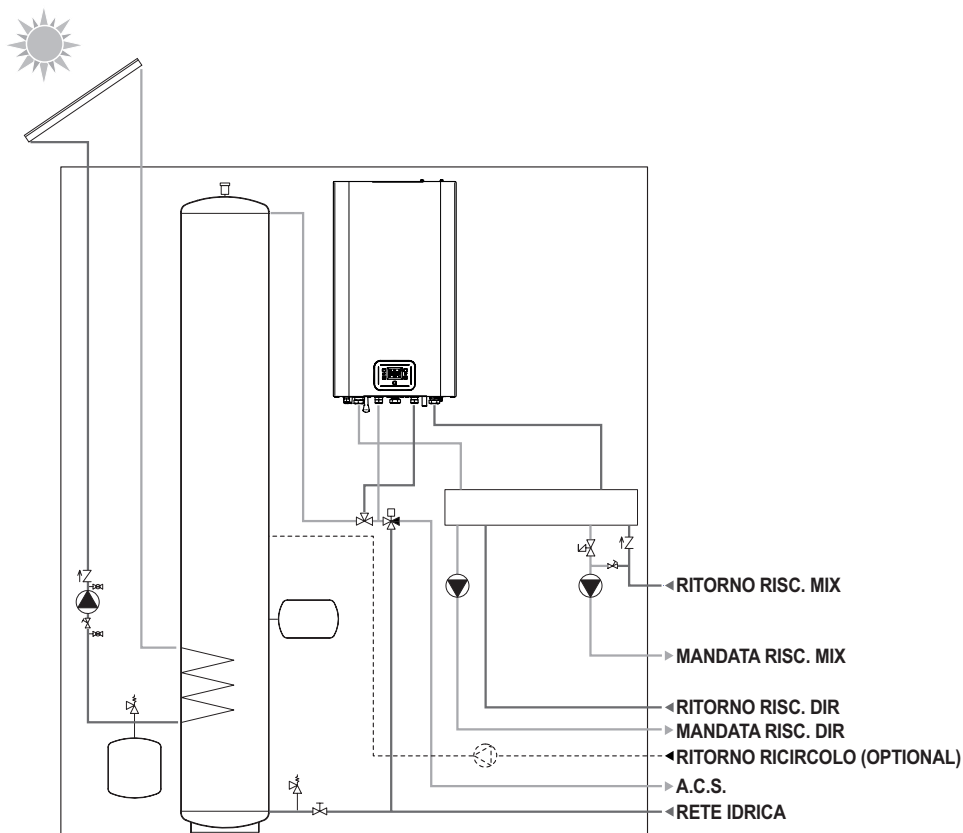 RITORNO RISC. MIX
MANDATA RISC. MIX
RITORNO RISC. DIR
MANDATA RISC. DIR
RITORNO RICIRCOLO (OPTIONAL)
A.C.S.
RETE IDRICA